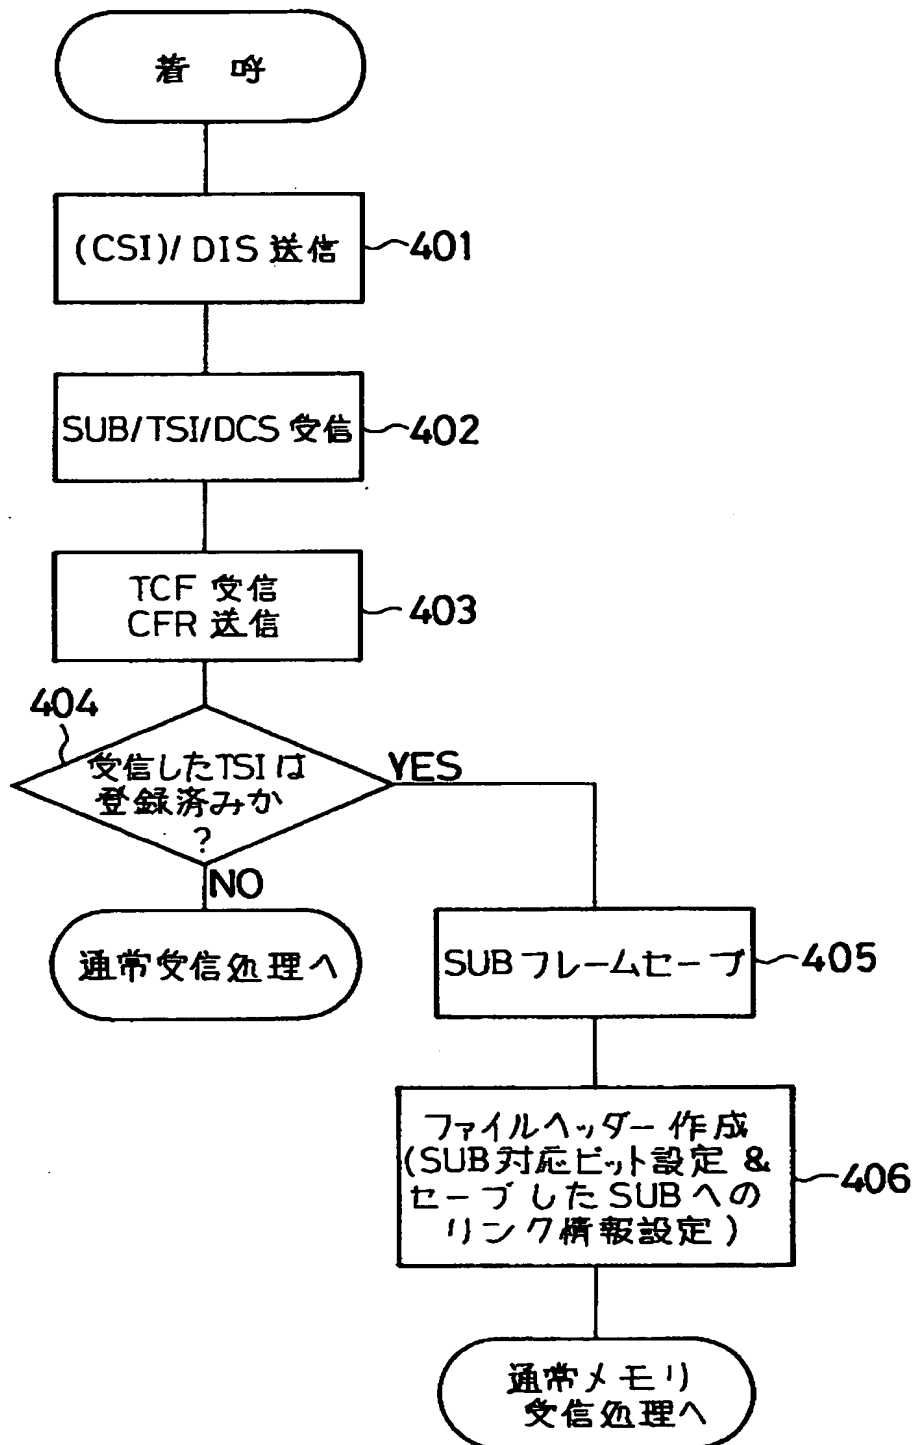 着 呼
(CSI)/DIS 送信
401
SUB/TSI/DCS 受信
402
TCF 受信
CFR 送信
403
404
受信したTSIは
登録済みか
?
YES
NO
通常受信処理へ
SUBフレームセーブ
405
ファイルヘッダー作成
(SUB対応ビット設定 &
セーブしたSUBへの
リンク情報設定)
406
通常メモリ
受信処理へ